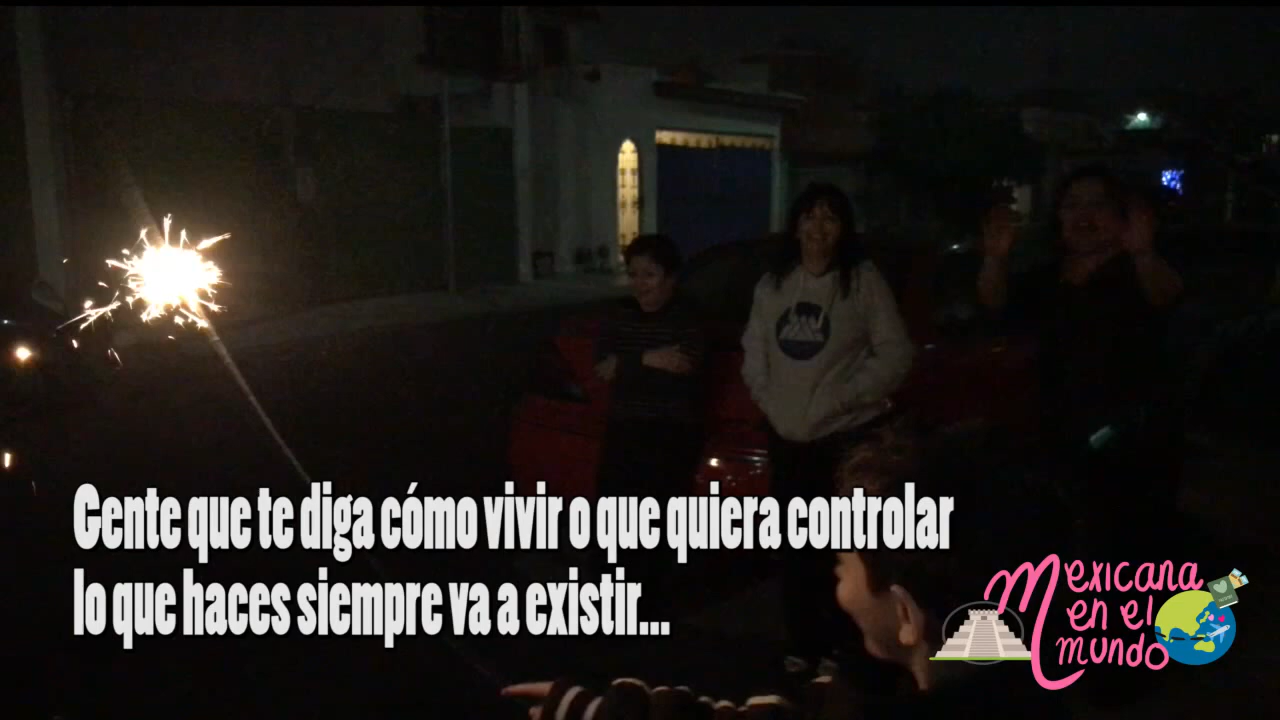 Gente que te diga cómo vivir o que quiera controlar
lo que haces siempre va a existir...
Mexicana
en el
mundo